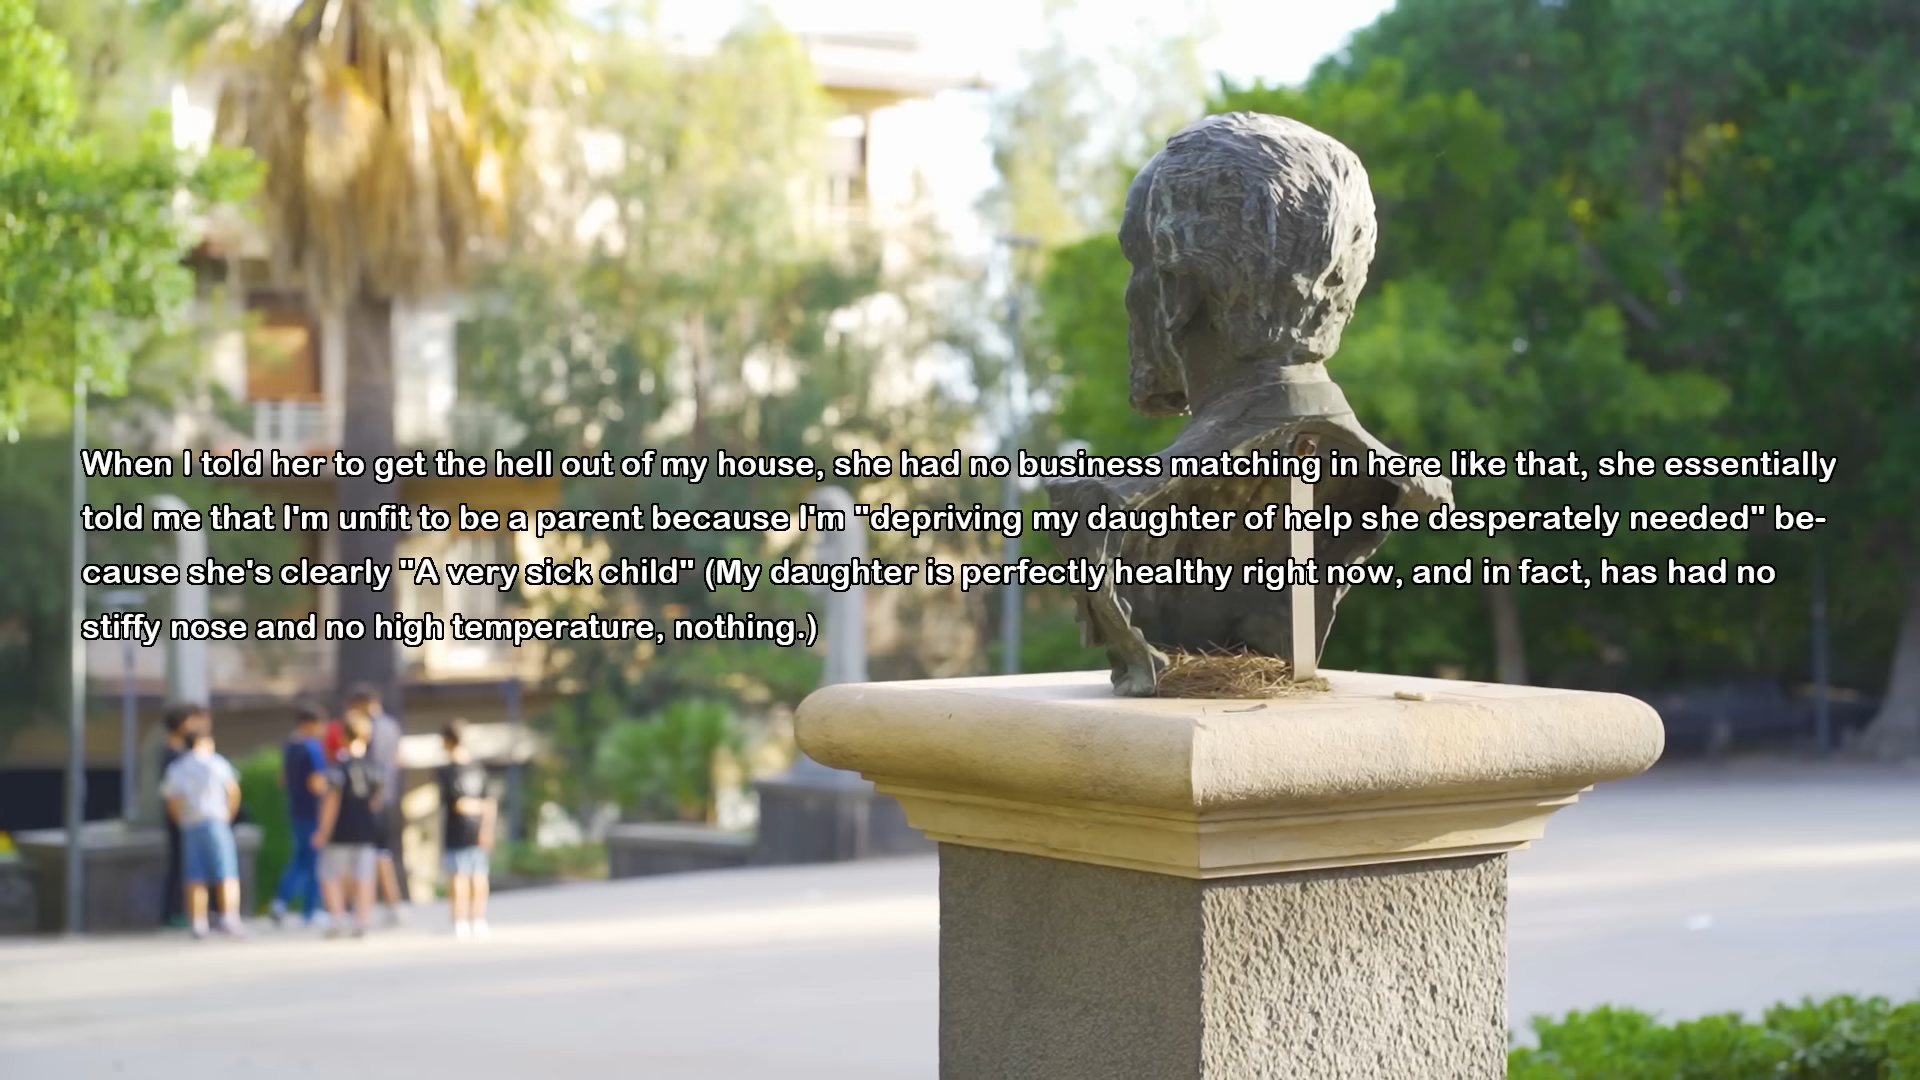 When I told her to get the hell out of my house, she had no business matching in here like that, she essentially
told me that I'm unfit to be a parent because I'm "depriving my daughter of help she desperately needed" be-
cause she's clearly "A very sick child" (My daughter is perfectly healthy right now, and in fact, has had no
stiffy nose and no high temperature, nothing.)